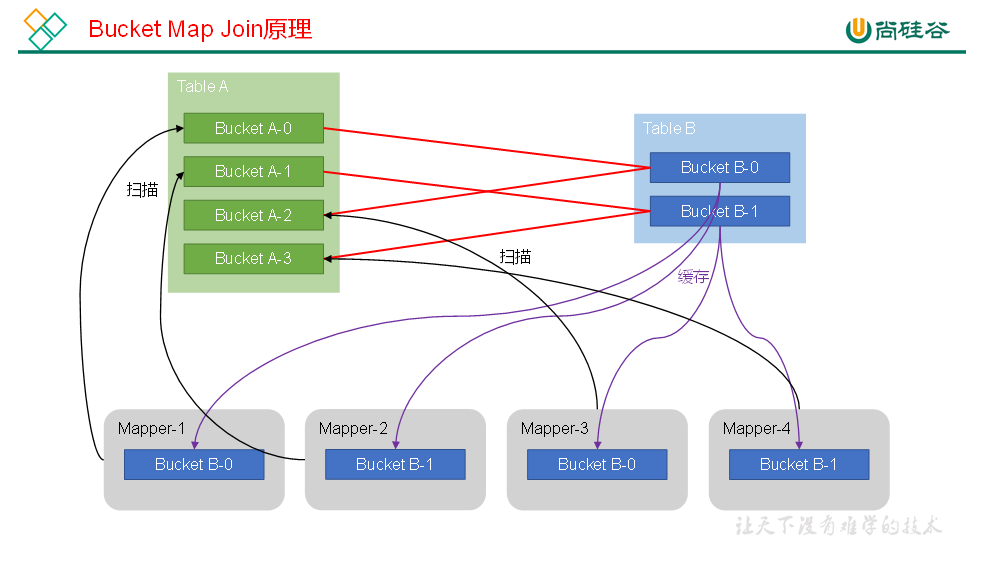 Bucket Map Join原理
尚硅谷
Table A
Bucket A-0
Bucket A-1
Bucket A-2
Bucket A-3
Table B
Bucket B-0
Bucket B-1
扫描
扫描
缓存
Mapper-1
Bucket B-0
Mapper-2
Bucket B-1
Mapper-3
Bucket B-0
Mapper-4
Bucket B-1
让天下没有难学的技术